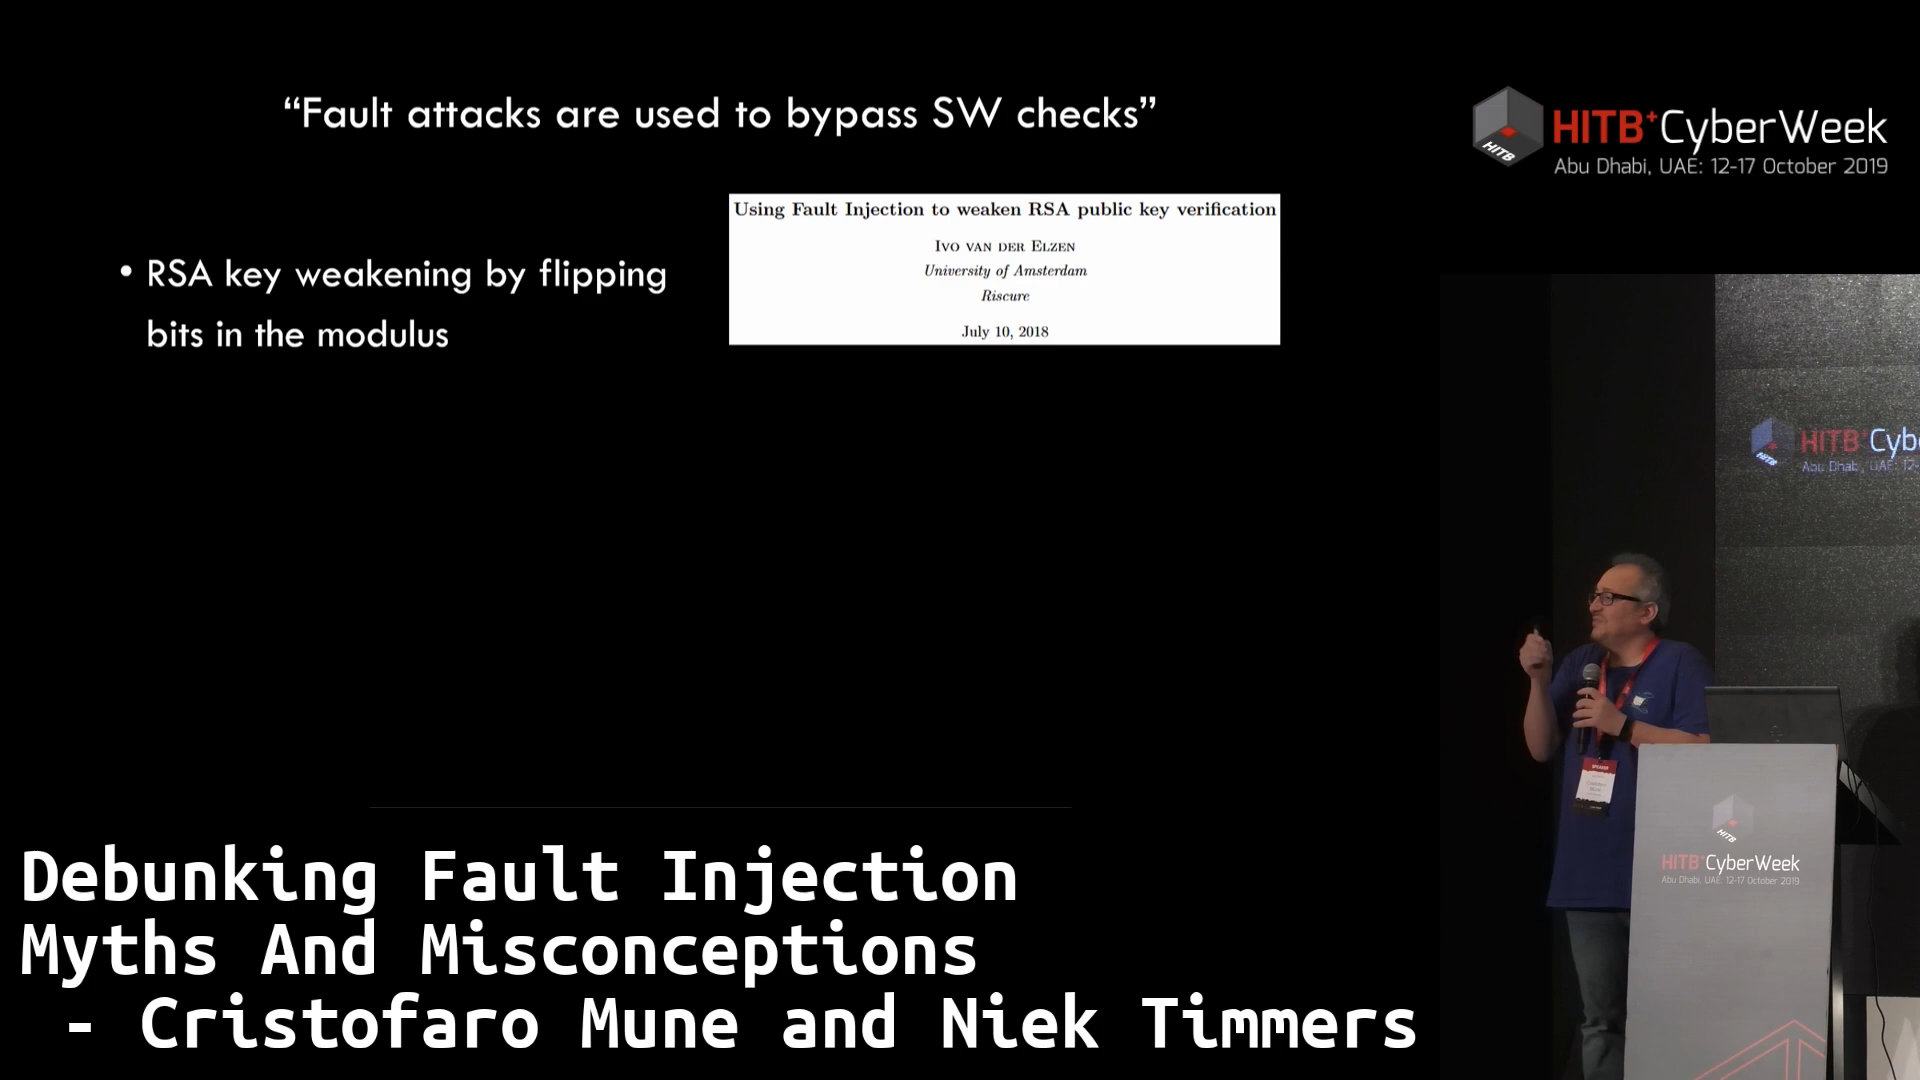 “Fault attacks are used to bypass SW checks”
HITB+CyberWeek
HITB
Abu Dhabi, UAE: 12-17 October 2019
Using Fault Injection to weaken RSA public key verification
Ivo van der Elzen
University of Amsterdam
Riscure
July 10, 2018
• RSA key weakening by flipping
bits in the modulus
HITB+Cyb
HITB
Abu Dhabi, UAE: 12-
HITB
HITB+CyberWeek
Abu Dhabi, UAE: 12-17 October 2019
Debunking Fault Injection
Myths And Misconceptions
- Cristofaro Mune and Niek Timmers